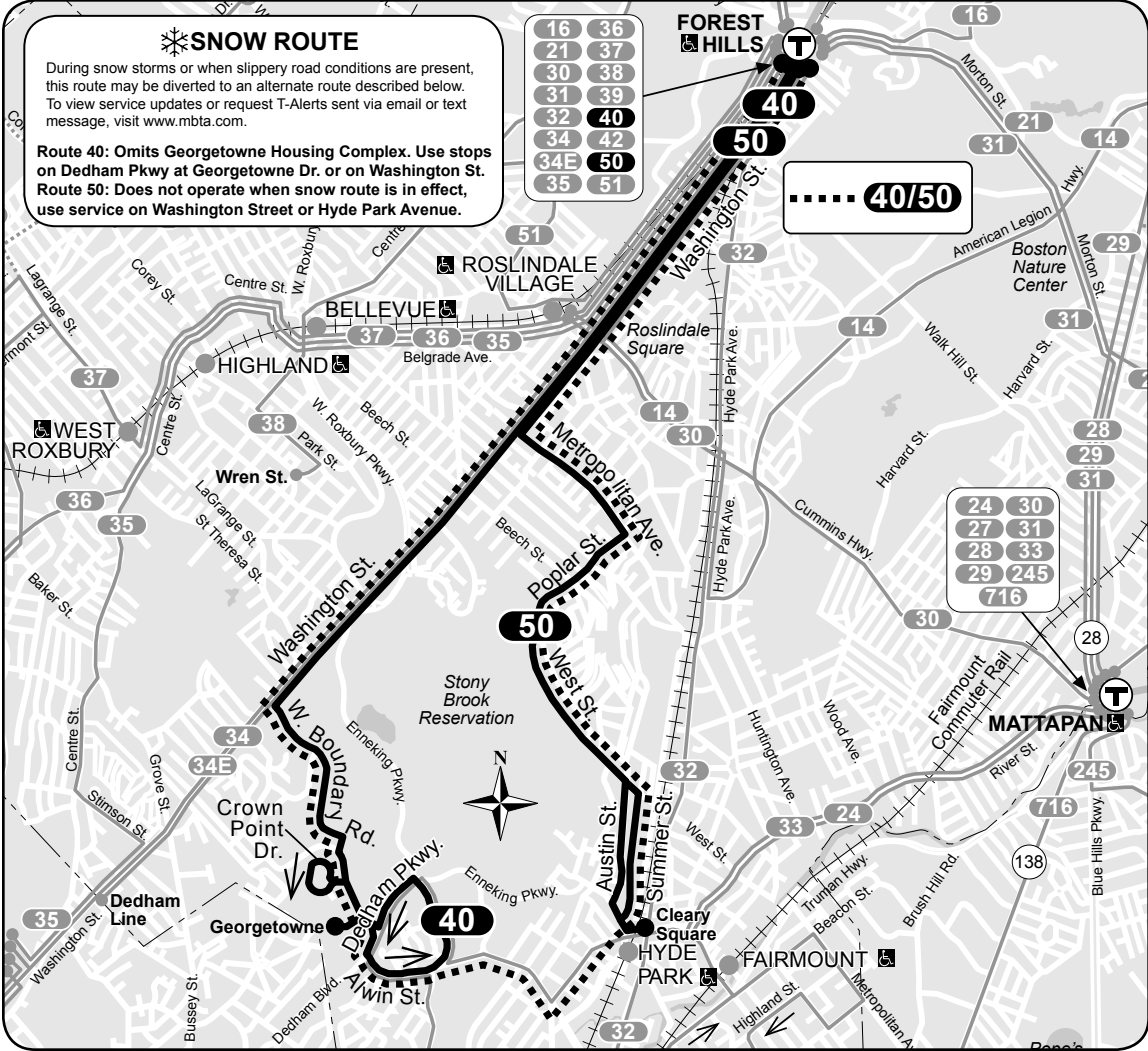 SNOW ROUTE
During snow storms or when slippery road conditions are present,
this route may be diverted to an alternate route described below.
To view service updates or request T-Alerts sent via email or text
message, visit www.mbta.com.
Route 40: Omits Georgetowne Housing Complex. Use stops
on Dedham Pkwy at Georgetowne Dr. or on Washington St.
Route 50: Does not operate when snow route is in effect,
use service on Washington Street or Hyde Park Avenue.
16 36
21 37
30 38
31 39
32 40
34 42
34E 50
35 51
FOREST
HILLS
T
40
50
40/50
16
Morton St.
21
31
14
Hwy.
American Legion
Boston
Nature
Center
Morton St.
29
31
Washington St.
32
51
Centre
W. Roxbury
Centre St.
Corey St.
Lagrange St.
ROSLINDALE
VILLAGE
BELLEVUE
37 36 35
Belgrade Ave.
HIGHLAND
Roslindale
Square
Hyde Park Ave.
14
Walk Hill St.
Harvard St.
37
WEST
ROXBURY
Centre St.
38
Park St.
Wren St.
W. Roxbury Pkwy.
Beech St.
14
30
Metropolitan Ave.
Harvard St.
28
29
31
36
35
LaGrange St.
St Theresa St.
Beech St.
Poplar St.
Hyde Park Ave.
Cummins Hwy.
24 30
27 31
28 33
29 245
716
Baker St.
Washington St.
50
West St.
30
28
Stony
Brook
Reservation
Fairmount
Commuter Rail
T
MATTAPAN
W. Boundary Rd.
Enneking Pkwy.
N
Huntington Ave.
Wood Ave.
River St.
Centre St.
34
34E
Grove St.
Stimson St.
32
245
716
Crown
Point
Dr.
Dedham Pkwy.
Enneking Pkwy.
Austin St.
Summer St.
West St.
33
24
138
Blue Hills Pkwy.
Truman Hwy.
Beacon St.
Brush Hill Rd.
Dedham
Line
35
Washington St.
Georgetowne
40
Cleary
Square
HYDE
PARK
FAIRMOUNT
Arwin St.
Bussey St.
Dedham Blvd.
Highland St.
32